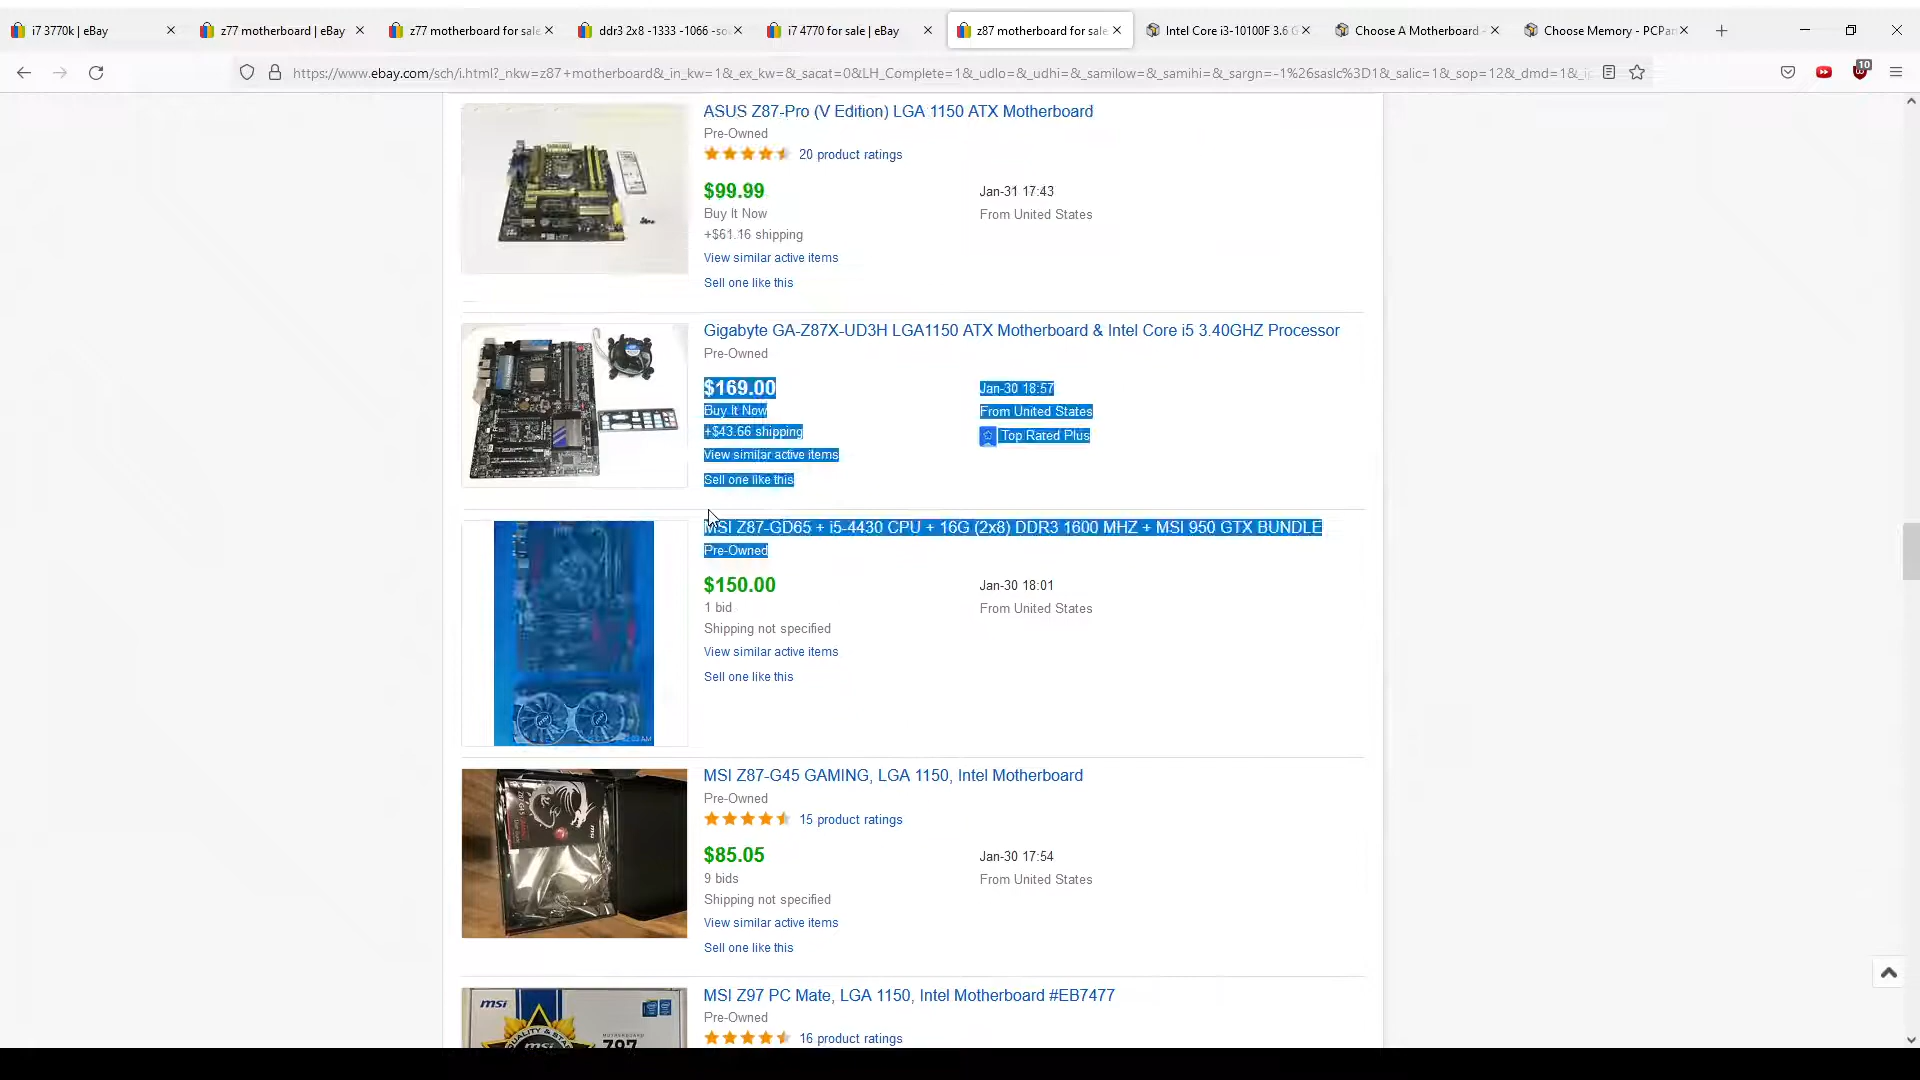 i7 3770k | eBay
z77 motherboard | eBay
z77 motherboard for sale
ddr3 2x8 -1333 -1066 -so
i7 4770 for sale | eBay
z87 motherboard for sale
Intel Core i3-10100F 3.6 G
Choose A Motherboard -
Choose Memory - PCPar
https://www.ebay.com/sch/i.html?_nkw=z87+motherboard&_in_kw=1&_ex_kw=&_sacat=0&LH_Complete=1&_udlo=&_udhi=&_samilow=&_samihi=&_sargn=-1%26saslc%3D1&_salic=1&_sop=12&_dmd=1&_i
10
ASUS Z87-Pro (V Edition) LGA 1150 ATX Motherboard
Pre-Owned
20 product ratings
$99.99
Jan-31 17:43
Buy It Now
From United States
+$61.16 shipping
View similar active items
Sell one like this
Gigabyte GA-Z87X-UD3H LGA1150 ATX Motherboard & Intel Core i5 3.40GHZ Processor
Pre-Owned
$169.00
Jan-30 18:57
Buy It Now
From United States
+$43.66 shipping
Top Rated Plus
View similar active items
Sell one like this
MSI Z87-GD65 + i5-4430 CPU + 16G (2x8) DDR3 1600 MHZ + MSI 950 GTX BUNDLE
Pre-Owned
$150.00
Jan-30 18:01
1 bid
From United States
Shipping not specified
View similar active items
Sell one like this
MSI Z87-G45 GAMING, LGA 1150, Intel Motherboard
Pre-Owned
15 product ratings
$85.05
Jan-30 17:54
9 bids
From United States
Shipping not specified
View similar active items
Sell one like this
MSI Z97 PC Mate, LGA 1150, Intel Motherboard #EB7477
Pre-Owned
16 product ratings
msi